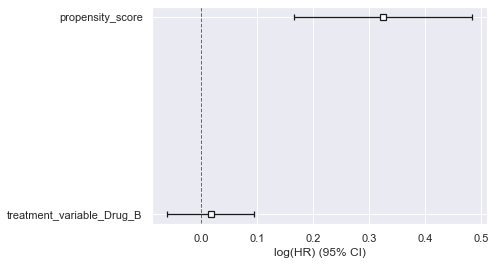 propensity_score
treatment_variable_Drug_B
0.0 0.1 0.2 0.3 0.4 0.5
log(HR) (95% CI)